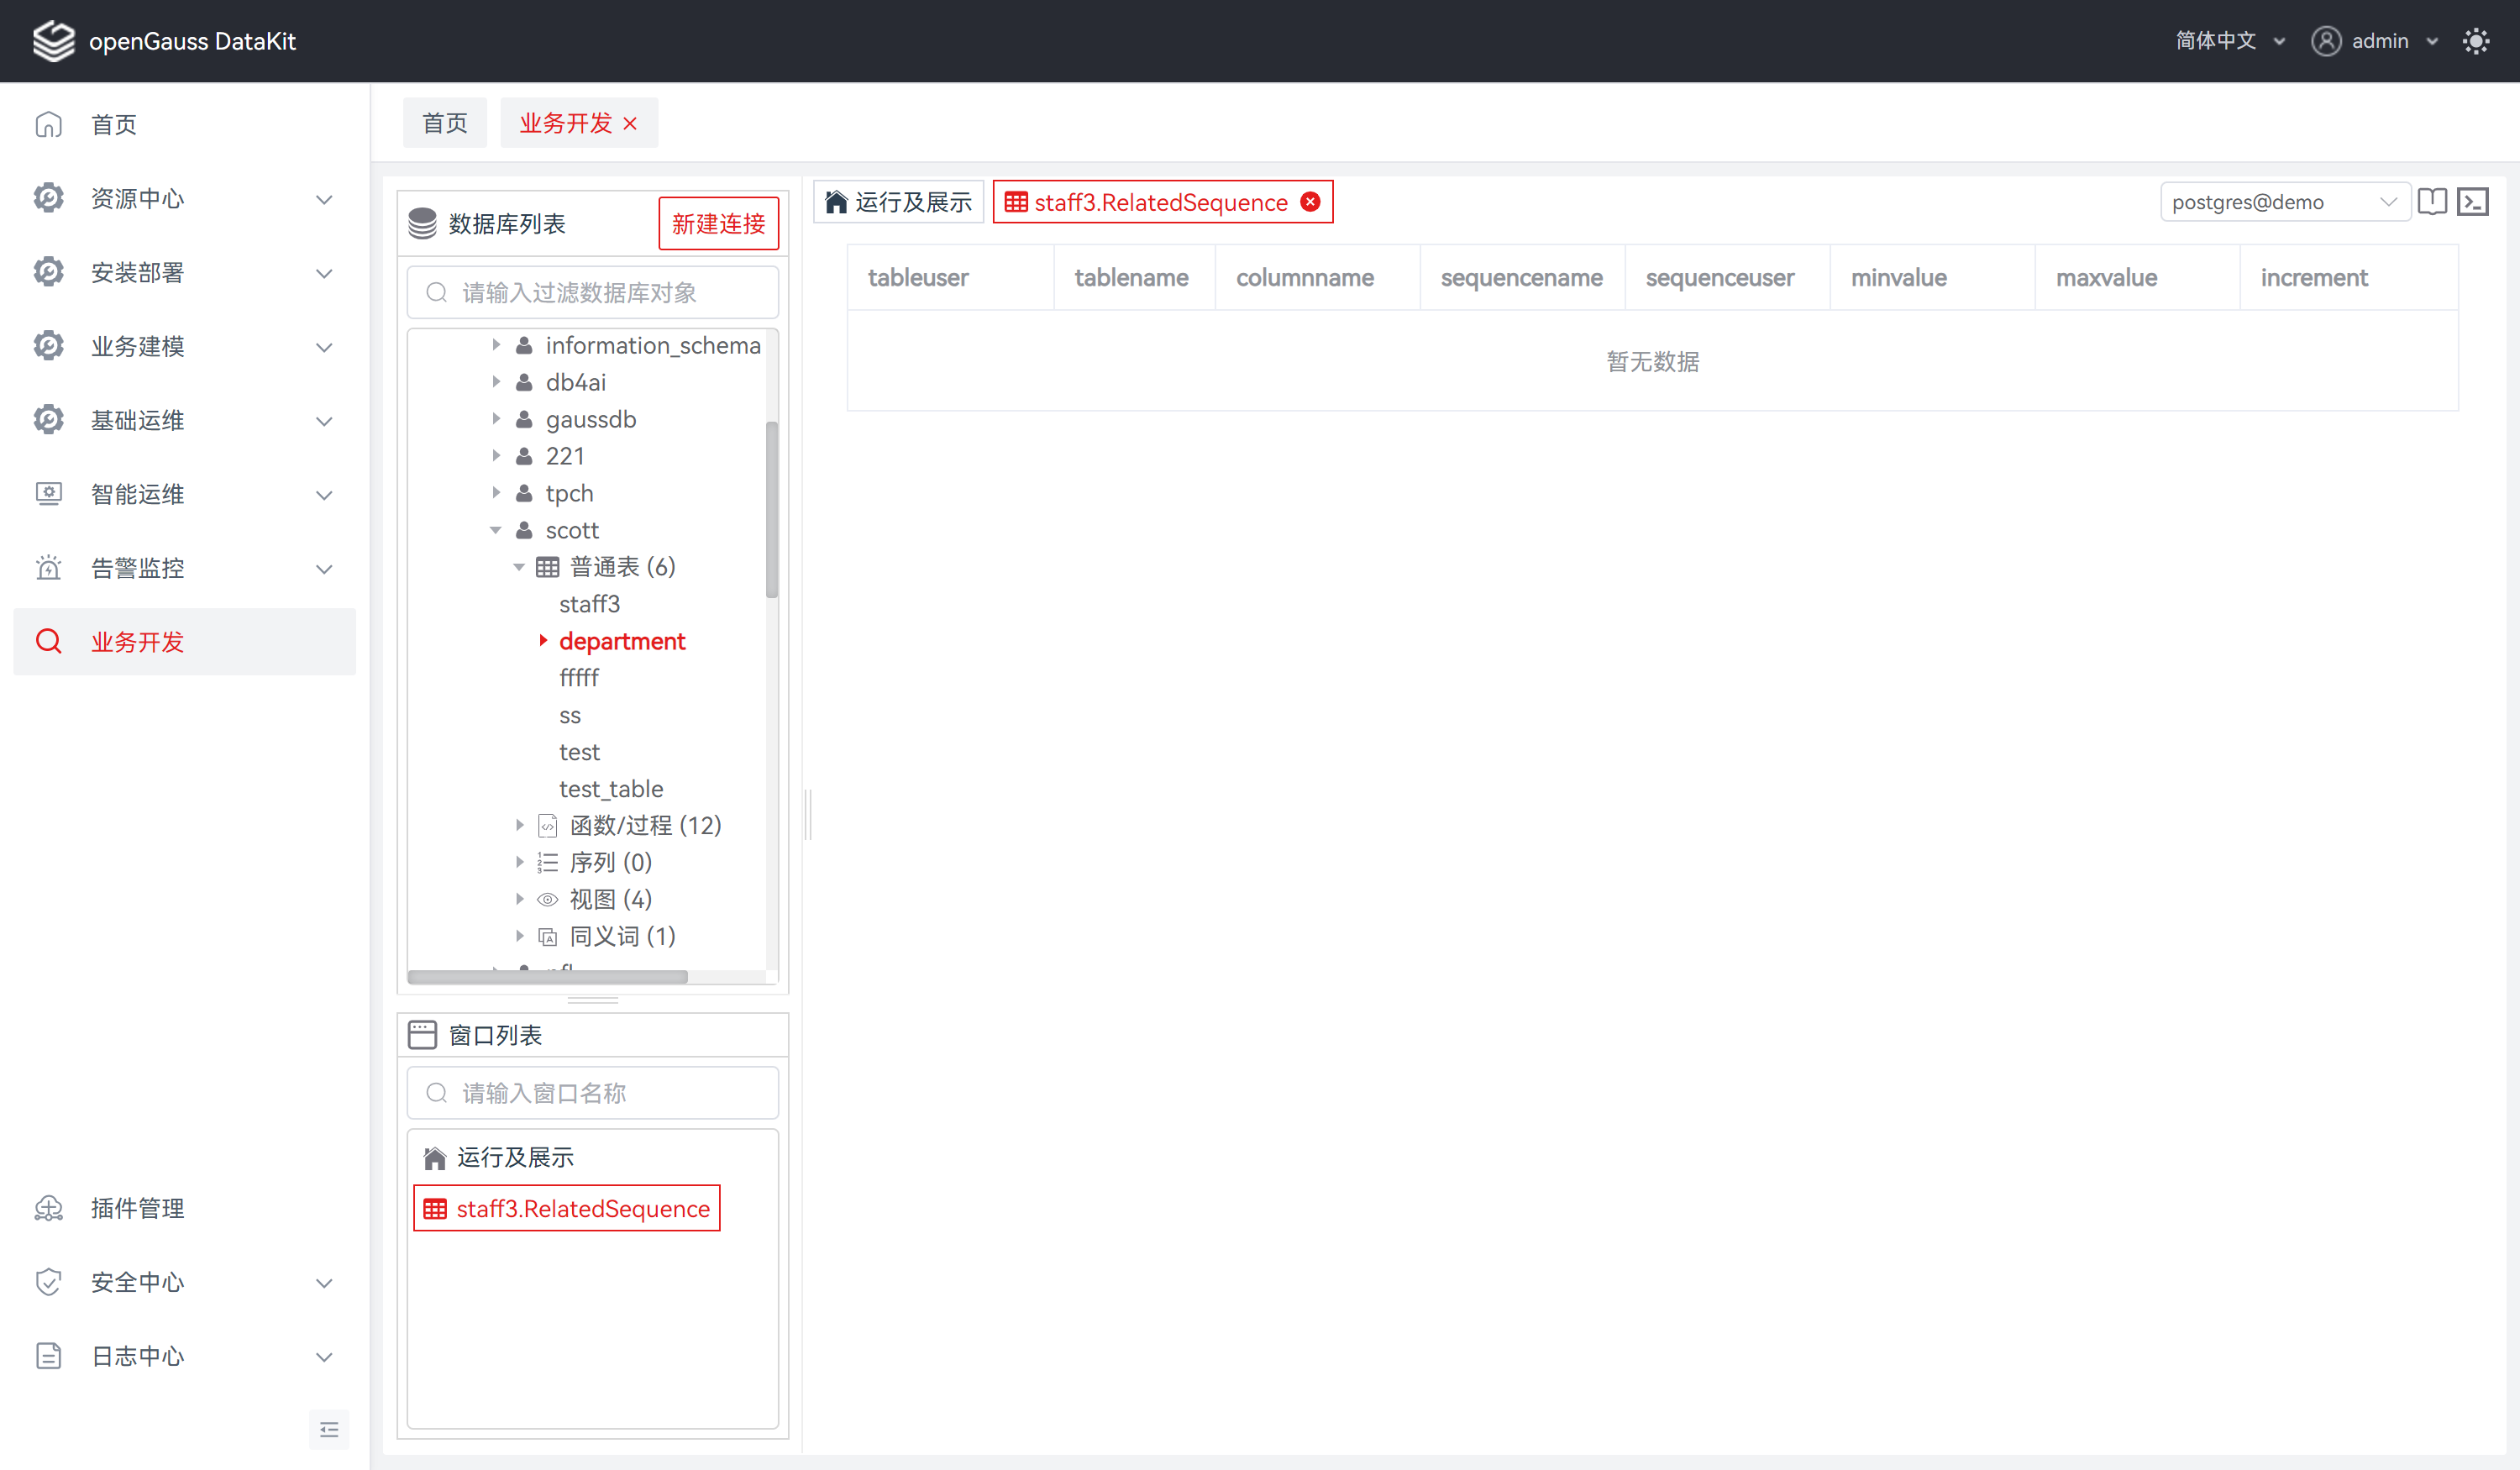 openGauss DataKit
简体中文
admin
首页
资源中心
安装部署
业务建模
基础运维
智能运维
告警监控
业务开发
插件管理
安全中心
日志中心
首页
业务开发
数据库列表
新建连接
请输入过滤数据库对象
information_schema
db4ai
gaussdb
221
tpch
scott
普通表 (6)
staff3
department
fffff
ss
test
test_table
函数/过程 (12)
序列 (0)
视图 (4)
同义词 (1)
窗口列表
请输入窗口名称
运行及展示
staff3.RelatedSequence
运行及展示
staff3.RelatedSequence
postgres@demo
tableuser tablename columnname sequencename sequenceuser minvalue maxvalue increment
暂无数据